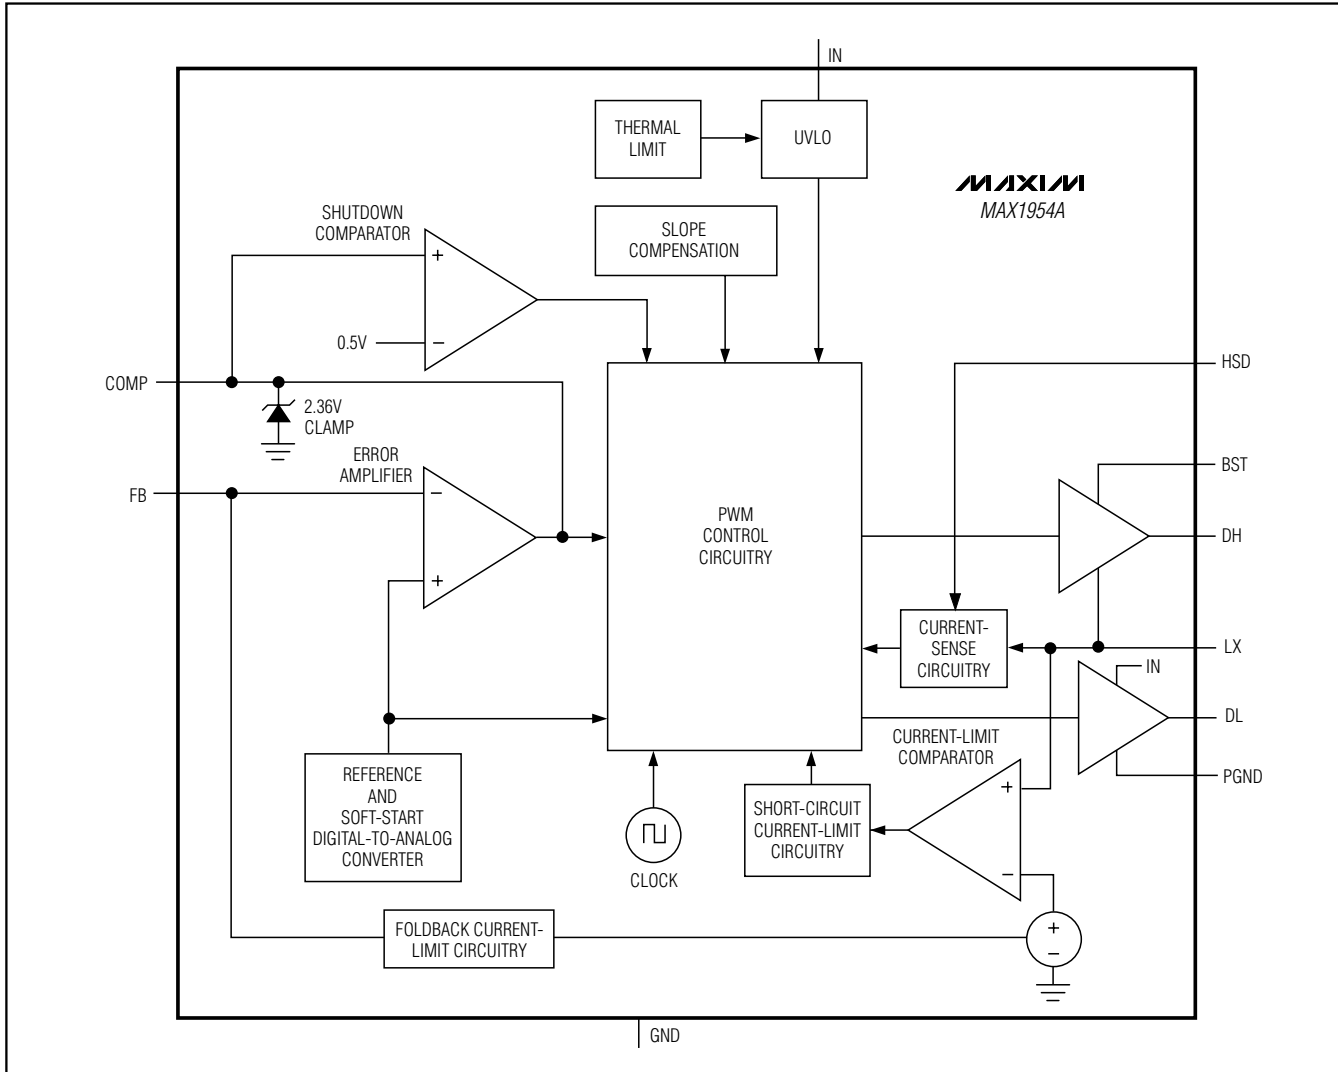 IN
THERMAL
LIMIT
UVLO
MAXIM
MAX1954A
SHUTDOWN
COMPARATOR
SLOPE
COMPENSATION
+
0.5V
−
HSD
COMP
2.36V
CLAMP
ERROR
AMPLIFIER
BST
FB
−
PWM
CONTROL
CIRCUITRY
DH
+
CURRENT-
SENSE
CIRCUITRY
LX
IN
DL
CURRENT-LIMIT
COMPARATOR
PGND
REFERENCE
AND
SOFT-START
DIGITAL-TO-ANALOG
CONVERTER
+
SHORT-CIRCUIT
CURRENT-LIMIT
CIRCUITRY
−
CLOCK
FOLDBACK CURRENT-
LIMIT CIRCUITRY
+
−
GND